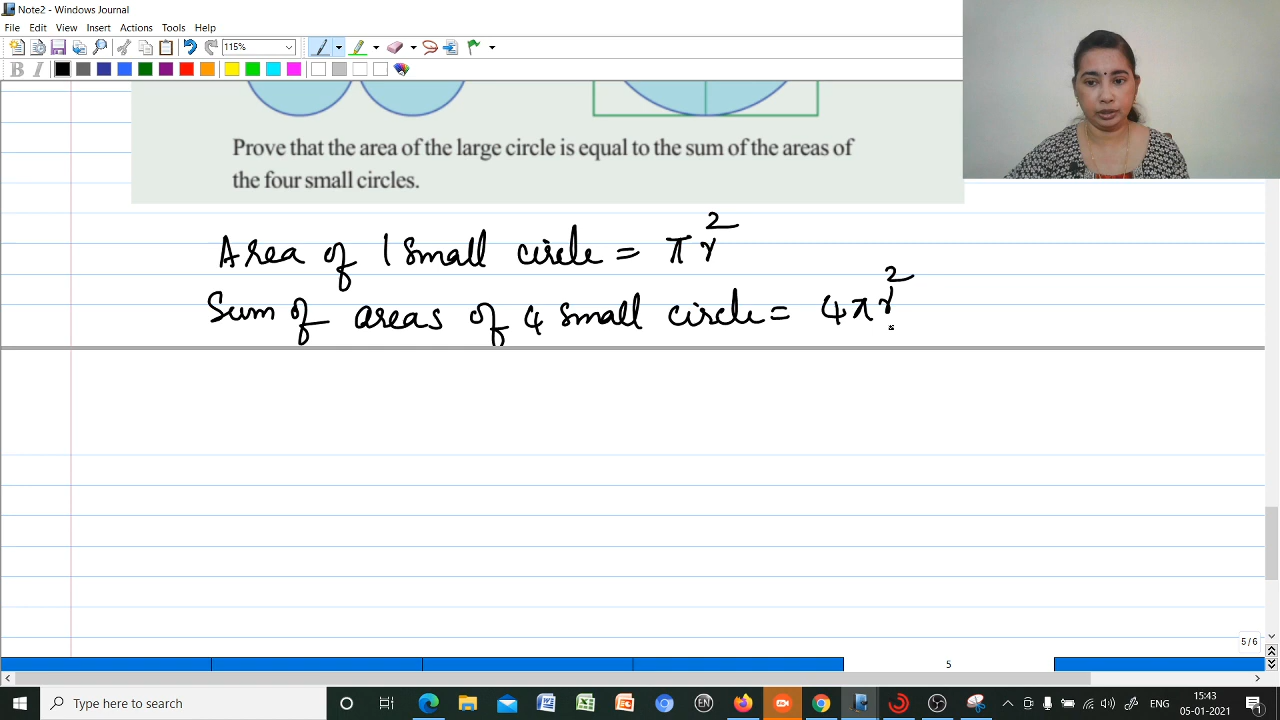 Note2 - Windows Journal
File Edit View Insert Actions Tools Help
115%
B I
Prove that the area of the large circle is equal to the sum of the areas of
the four small circles.
Area of 1 Small circle = πr²
Sum of areas of 4 small circle = 4πr²
5/6
5
Type here to search
EN
ENG
15:43
05-01-2021
1